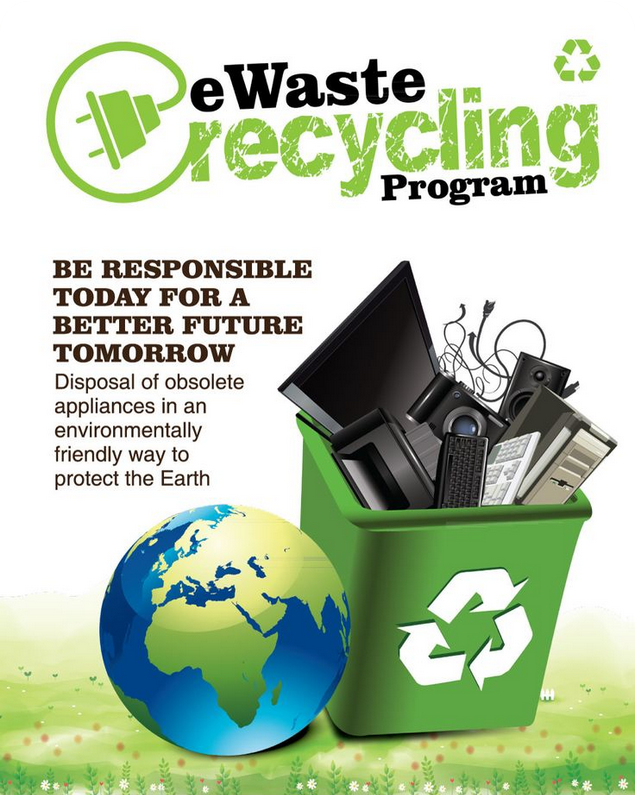 eWaste
recycling
Program
BE RESPONSIBLE
TODAY FOR A
BETTER FUTURE
TOMORROW
Disposal of obsolete
appliances in an
environmentally
friendly way to
protect the Earth